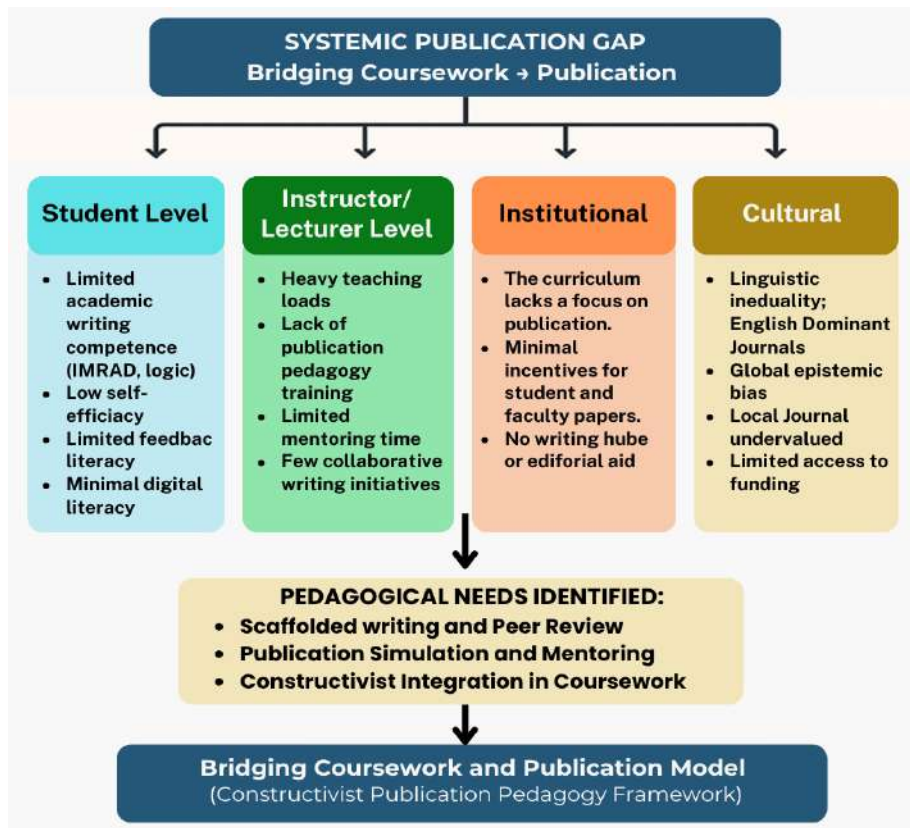 SYSTEMIC PUBLICATION GAP
Bridging Coursework → Publication
Student Level
• Limited
academic
writing
competence
(IMRAD, logic)
• Low self-
efficiacy
• Limited feedbac
literacy
• Minimal digital
literacy
Instructor/
Lecturer Level
• Heavy teaching
loads
• Lack of
publication
pedagogy
training
• Limited
mentoring time
• Few collaborative
writing initiatives
Institutional
• The curriculum
lacks a focus on
publication.
• Minimal
incentives for
student and
faculty papers.
• No writing hube
or ediforial aid
Cultural
• Linguistic
ineduality;
English Dominant
Journals
• Global epistemic
bias
• Local Journal
undervalued
• Limited access to
funding
PEDAGOGICAL NEEDS IDENTIFIED:
• Scaffolded writing and Peer Review
• Publication Simulation and Mentoring
• Constructivist Integration in Coursework
Bridging Coursework and Publication Model
(Constructivist Publication Pedagogy Framework)